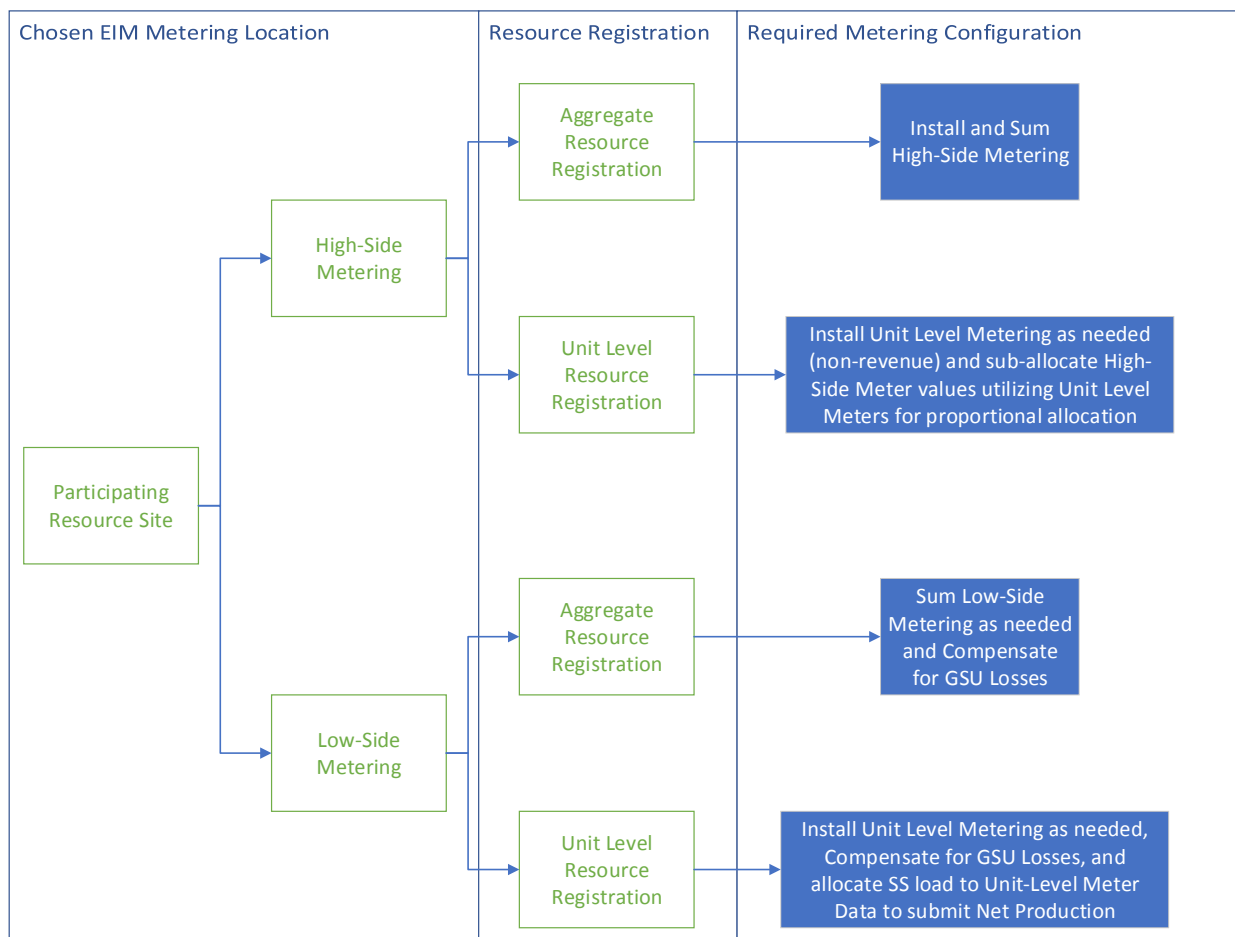 Chosen EIM Metering Location
Resource Registration
Required Metering Configuration
Participating
Resource Site
High-Side
Metering
Aggregate
Resource
Registration
Install and Sum
High-Side Metering
Unit Level
Resource
Registration
Install Unit Level Metering as needed
(non-revenue) and sub-allocate High-
Side Meter values utilizing Unit Level
Meters for proportional allocation
Low-Side
Metering
Aggregate
Resource
Registration
Sum Low-Side
Metering as needed
and Compensate
for GSU Losses
Unit Level
Resource
Registration
Install Unit Level Metering as needed,
Compensate for GSU Losses, and
allocate SS load to Unit-Level Meter
Data to submit Net Production